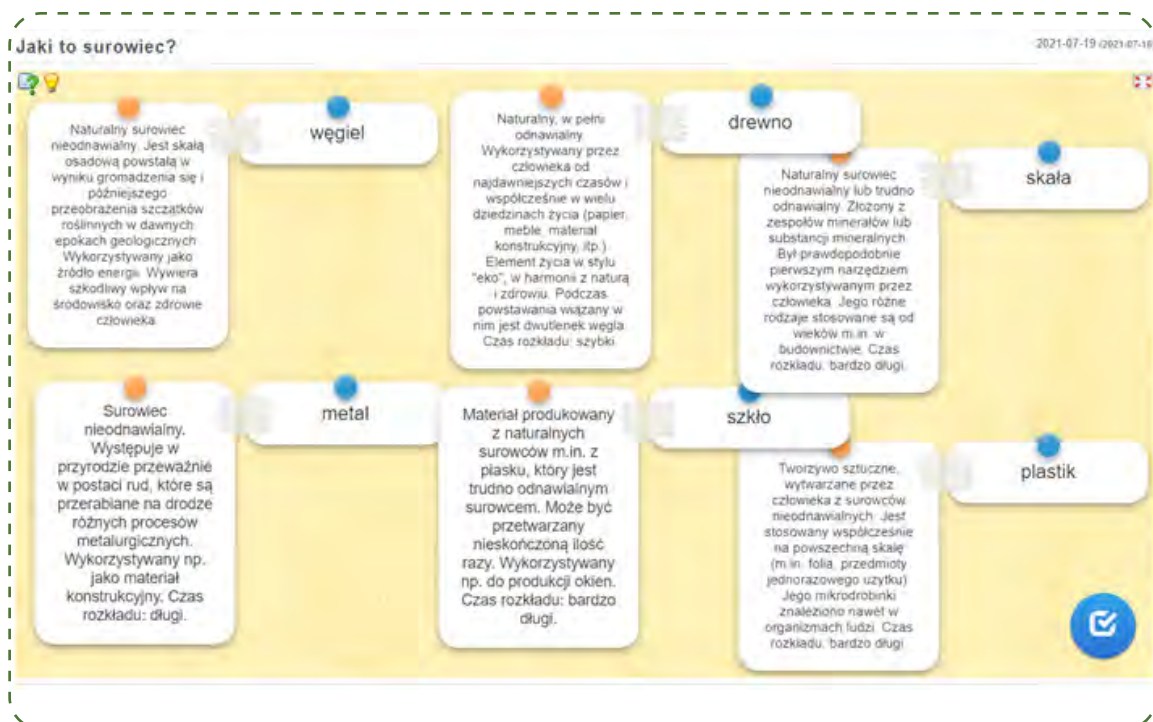 Jaki to surowiec?
2021-07-19 (2021-07-18
Naturalny surowiec
nieodnawialny. Jest skałą
osadową powstałą w
wyniku gromadzenia się i
późniejszego
przeobrażenia szczątków
roślinnych w dawnych
epokach geologicznych.
Wykorzystywany jako
źródło energii. Wywiera
szkodliwy wpływ na
środowisko oraz zdrowie
człowieka.
węgiel
Naturalny, w pełni
odnawialny.
Wykorzystywany przez
człowieka od
najdawniejszych czasów i
współcześnie w wielu
dziedzinach życia (papier,
meble, materiał
konstrukcyjny, itp.).
Element życia w stylu
"eko", w harmonii z naturą
i zdrowiu. Podczas
powstawania wiązany w
nim jest dwutlenek węgla.
Czas rozkładu: szybki.
drewno
Naturalny surowiec
nieodnawialny lub trudno
odnawialny. Złożony z
zespołów minerałów lub
substancji mineralnych.
Był prawdopodobnie
pierwszym narzędziem
wykorzystywanym przez
człowieka. Jego różne
rodzaje stosowane są od
wieków m.in. w
budownictwie. Czas
rozkładu: bardzo długi.
skała
Surowiec
nieodnawialny.
Występuje w
przyrodzie przeważnie
w postaci rud, które są
przerabiane na drodze
różnych procesów
metalurgicznych.
Wykorzystywany np.
jako materiał
konstrukcyjny. Czas
rozkładu: długi.
metal
Materiał produkowany
z naturalnych
surowców m.in. z
piasku, który jest
trudno odnawialnym
surowcem. Może być
przetwarzany
nieskończoną ilość
razy. Wykorzystywany
np. do produkcji okien.
Czas rozkładu: bardzo
długi.
szkło
Tworzywo sztuczne,
wytwarzane przez
człowieka z surowców
nieodnawialnych. Jest
stosowany współcześnie
na powszechną skalę
(m.in. folia, przedmioty
jednorazowego użytku).
Jego mikrodrobinki
znaleziono nawet w
organizmach ludzi. Czas
rozkładu: bardzo długi.
plastik